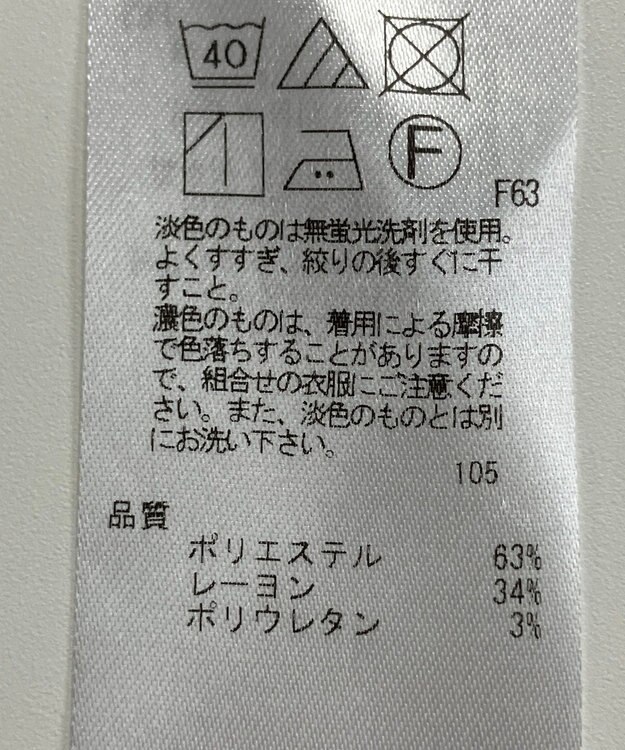 40
F
F63
淡色のものは無蛍光洗剤を使用。
よくすすぎ、絞りの後すぐに干
すこと。
濃色のものは、着用による摩擦
で色落ちすることがありますの
で、組合せの衣服にご注意くだ
さい。また、淡色のものとは別
にお洗い下さい。
105
品質
ポリエステル 63%
レーヨン 34%
ポリウレタン 3%